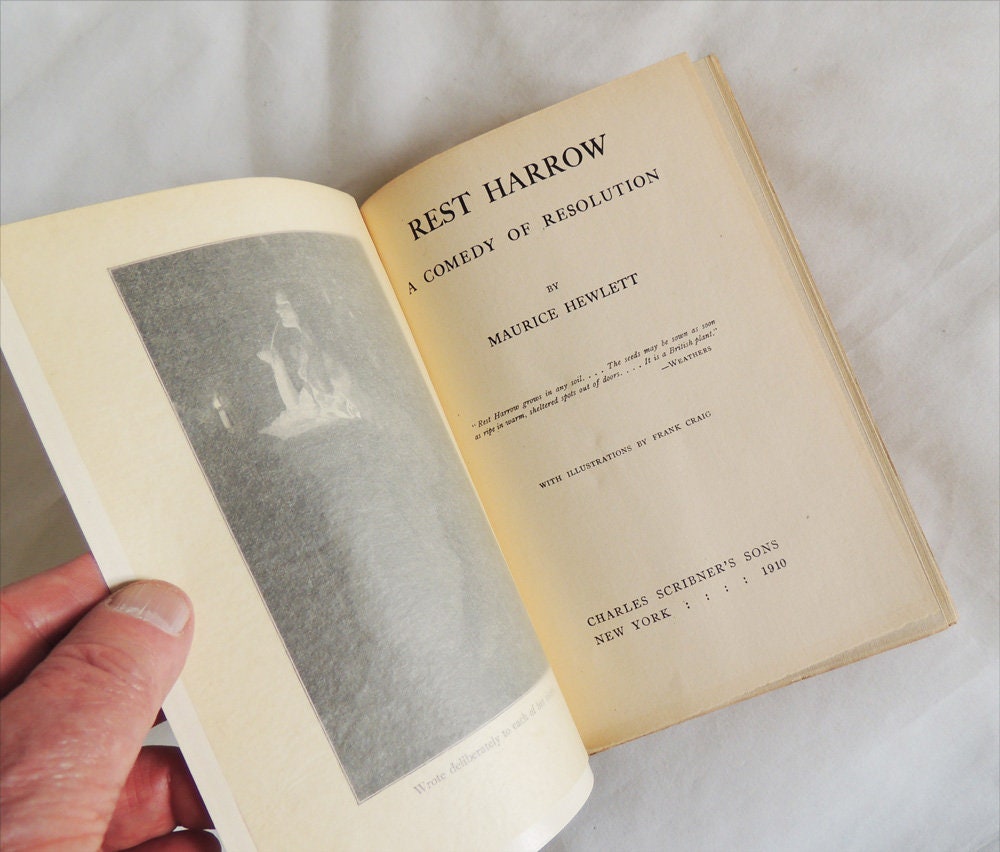 Wrote deliberately to each of her
REST HARROW
A COMEDY OF RESOLUTION
BY
MAURICE HEWLETT
"Rest Harrow grows in any soil. . . . The seeds may be sown as soon
as ripe in warm, sheltered spots out of doors. . . . It is a British plant."
—WEATHERS
WITH ILLUSTRATIONS BY FRANK CRAIG
CHARLES SCRIBNER'S SONS
NEW YORK : : : : 1910